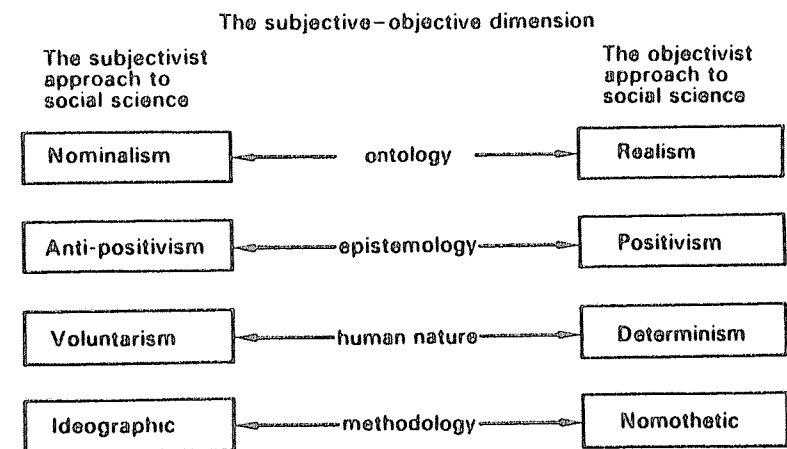 The subjective–objective dimension
The subjectivist
approach to
social science
The objectivist
approach to
social science
Nominalism
ontology
Realism
Anti-positivism
epistemology
Positivism
Voluntarism
human nature
Determinism
Ideographic
methodology
Nomothetic